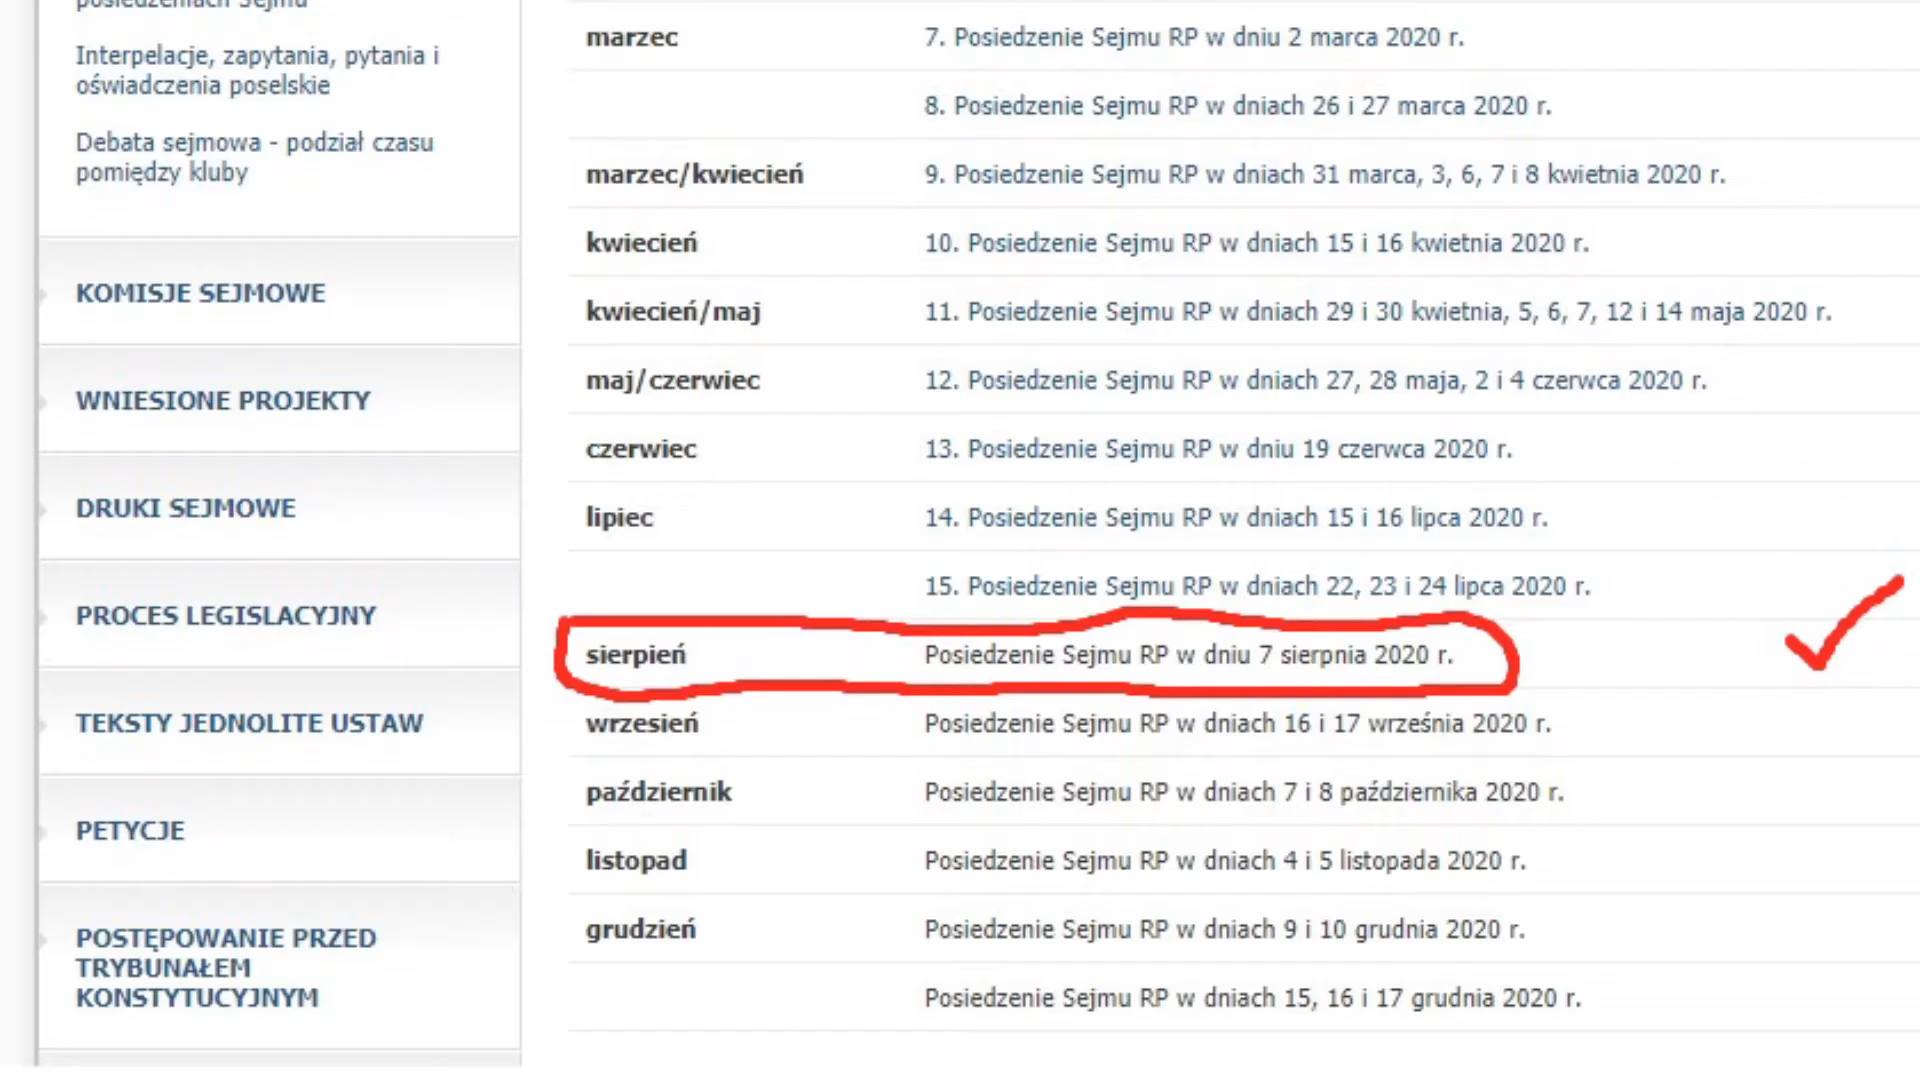 posiedzeniach Sejmu
Interpelacje, zapytania, pytania i
oświadczenia poselskie
Debata sejmowa - podział czasu
pomiędzy kluby
KOMISJE SEJMOWE
WNIESIONE PROJEKTY
DRUKI SEJMOWE
PROCES LEGISLACYJNY
TEKSTY JEDNOLITE USTAW
PETYCJE
POSTĘPOWANIE PRZED
TRYBUNAŁEM
KONSTYTUCYJNYM
marzec 7. Posiedzenie Sejmu RP w dniu 2 marca 2020 r.
8. Posiedzenie Sejmu RP w dniach 26 i 27 marca 2020 r.
marzec/kwiecień 9. Posiedzenie Sejmu RP w dniach 31 marca, 3, 6, 7 i 8 kwietnia 2020 r.
kwiecień 10. Posiedzenie Sejmu RP w dniach 15 i 16 kwietnia 2020 r.
kwiecień/maj 11. Posiedzenie Sejmu RP w dniach 29 i 30 kwietnia, 5, 6, 7, 12 i 14 maja 2020 r.
maj/czerwiec 12. Posiedzenie Sejmu RP w dniach 27, 28 maja, 2 i 4 czerwca 2020 r.
czerwiec 13. Posiedzenie Sejmu RP w dniu 19 czerwca 2020 r.
lipiec 14. Posiedzenie Sejmu RP w dniach 15 i 16 lipca 2020 r.
15. Posiedzenie Sejmu RP w dniach 22, 23 i 24 lipca 2020 r.
sierpień Posiedzenie Sejmu RP w dniu 7 sierpnia 2020 r.
wrzesień Posiedzenie Sejmu RP w dniach 16 i 17 września 2020 r.
październik Posiedzenie Sejmu RP w dniach 7 i 8 października 2020 r.
listopad Posiedzenie Sejmu RP w dniach 4 i 5 listopada 2020 r.
grudzień Posiedzenie Sejmu RP w dniach 9 i 10 grudnia 2020 r.
Posiedzenie Sejmu RP w dniach 15, 16 i 17 grudnia 2020 r.